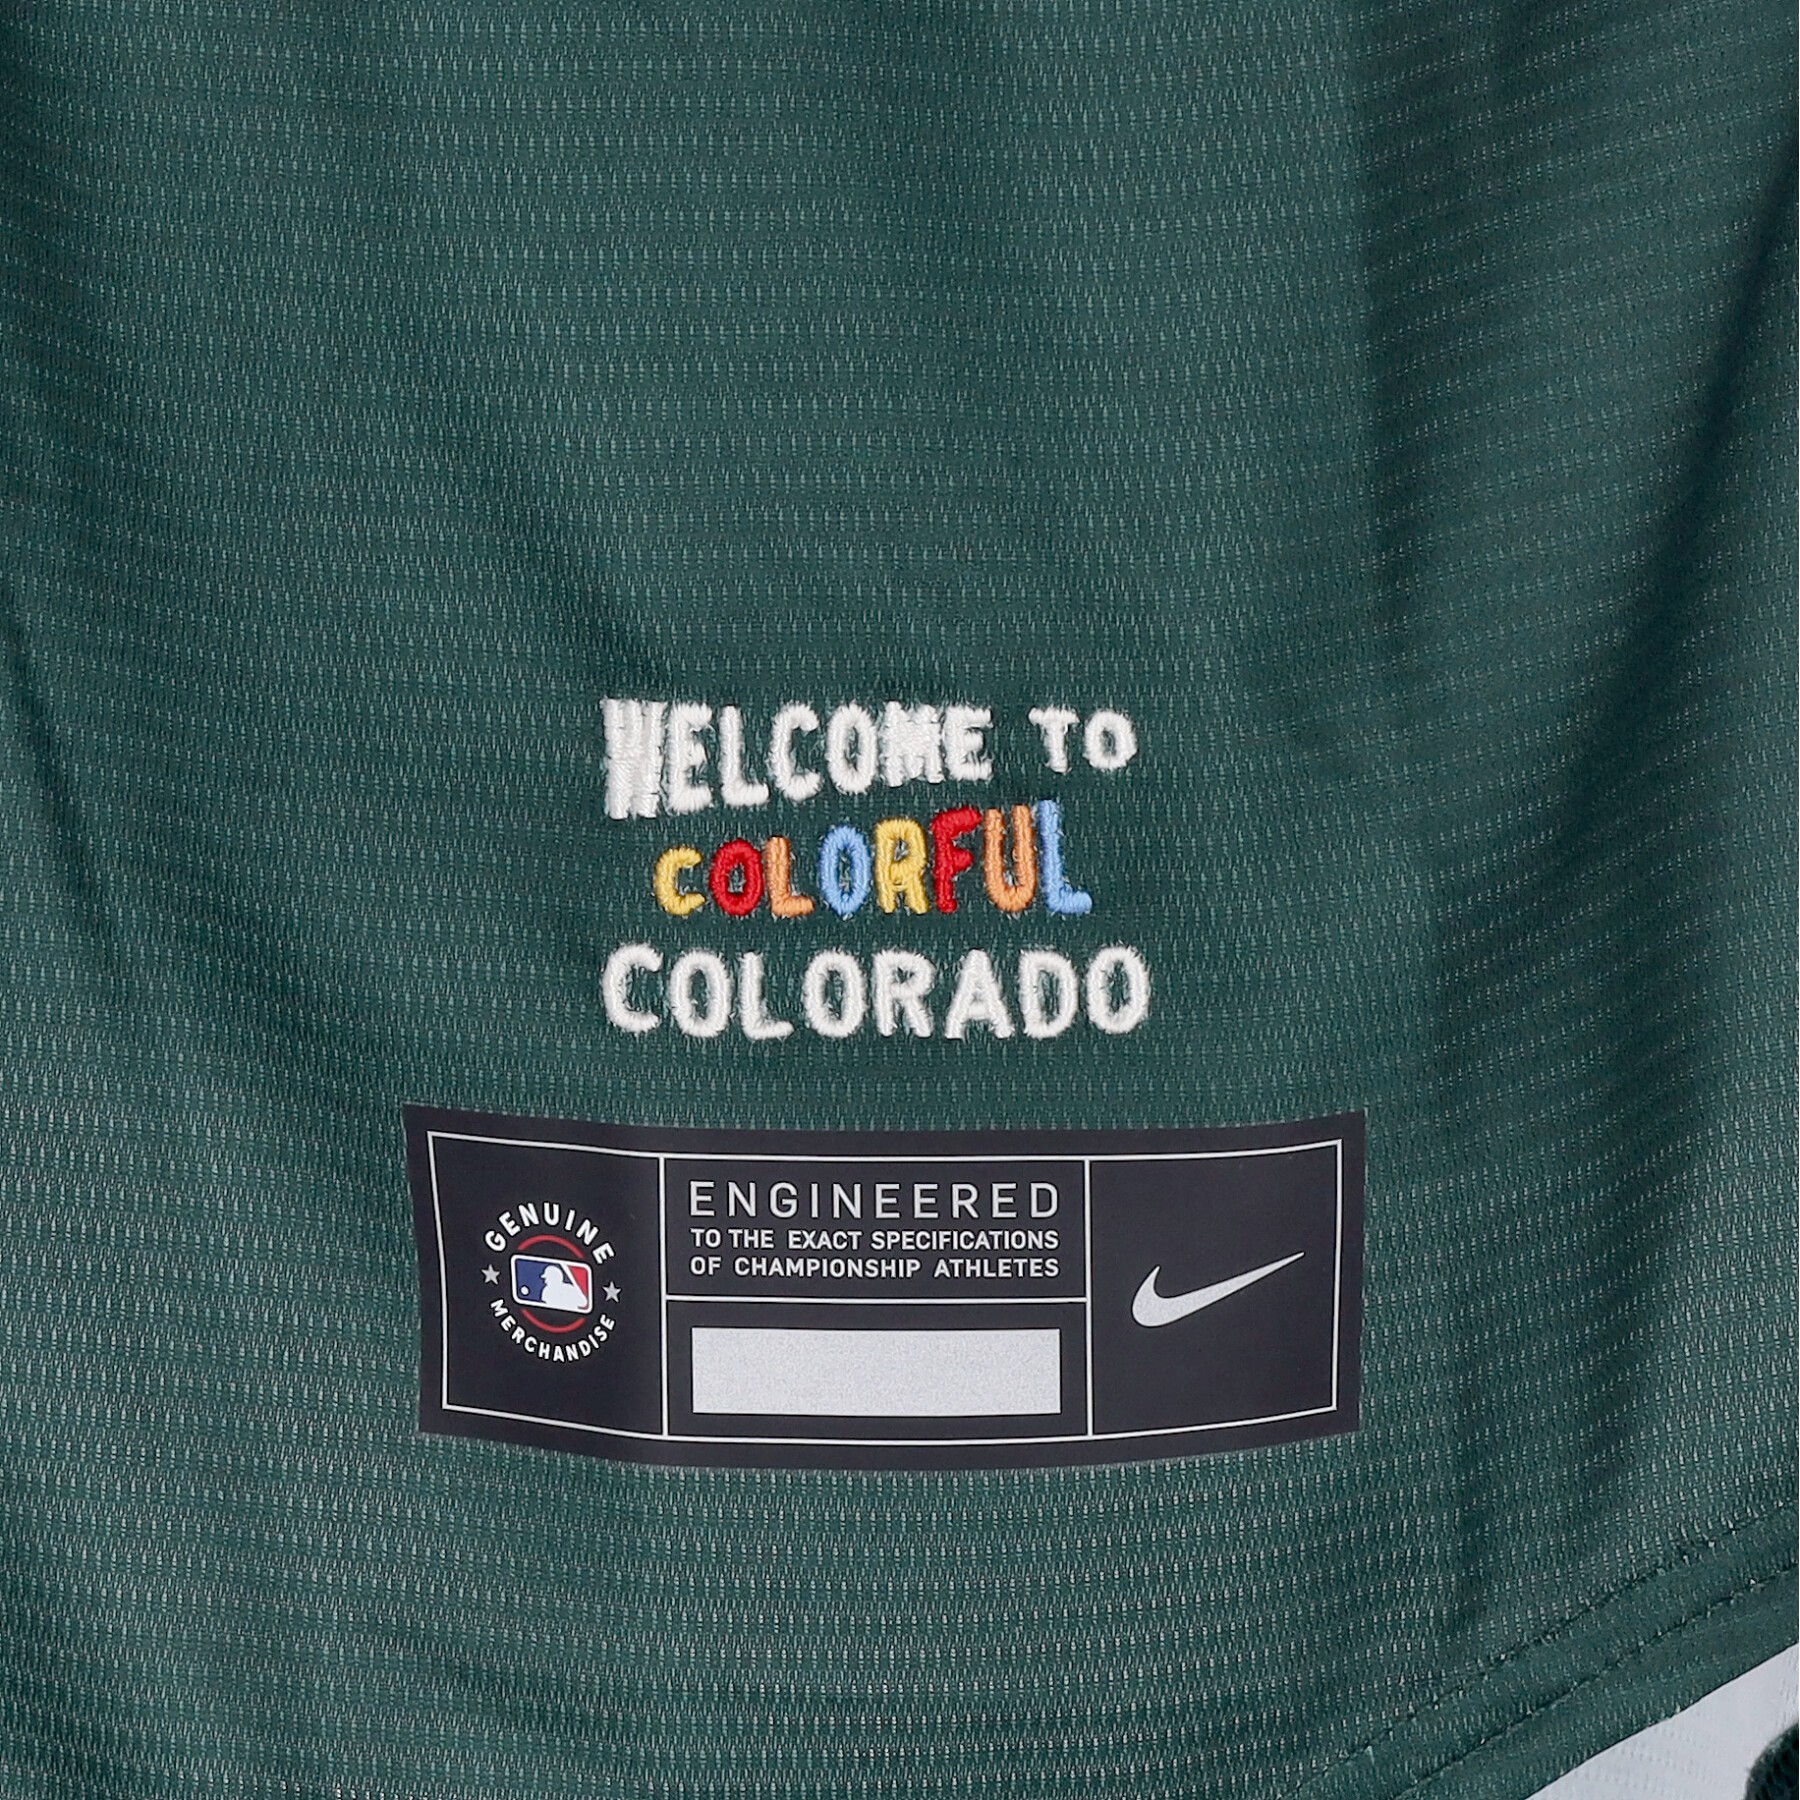 WELCOME TO
COLORFUL
COLORADO
GENUINE
MERCHANDISE
ENGINEERED
TO THE EXACT SPECIFICATIONS
OF CHAMPIONSHIP ATHLETES